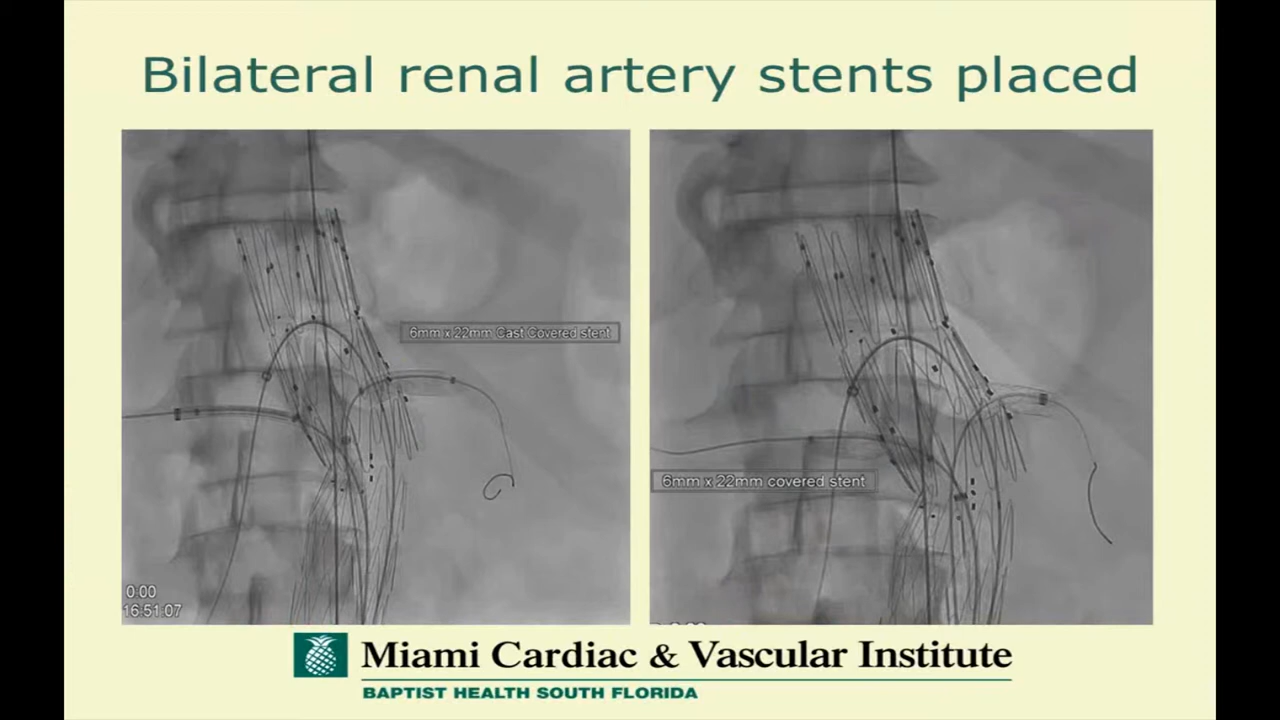 Bilateral renal artery stents placed
6mm x 22mm Cast Covered stent
6mm x 22mm covered stent
0:00
16:51:07
Miami Cardiac & Vascular Institute
BAPTIST HEALTH SOUTH FLORIDA